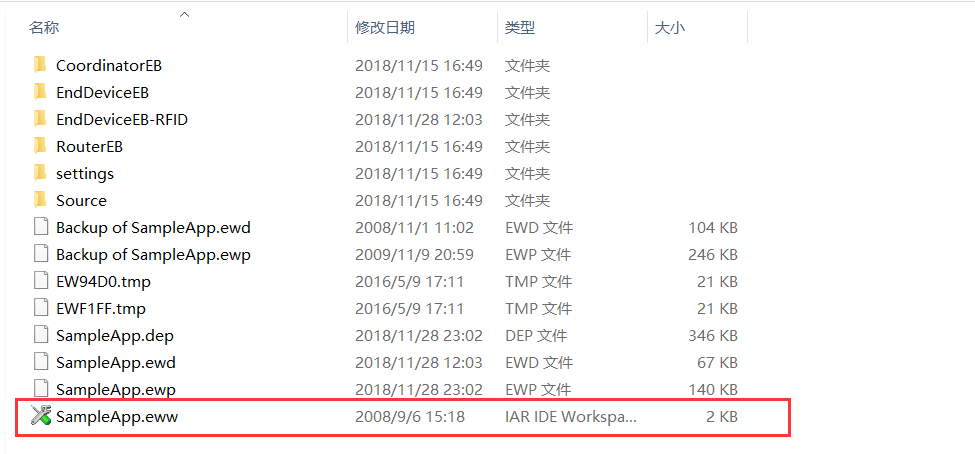 名称 修改日期 类型 大小
CoordinatorEB 2018/11/15 16:49 文件夹
EndDeviceEB 2018/11/15 16:49 文件夹
EndDeviceEB-RFID 2018/11/28 12:03 文件夹
RouterEB 2018/11/15 16:49 文件夹
settings 2018/11/15 16:49 文件夹
Source 2018/11/15 16:49 文件夹
Backup of SampleApp.ewd 2008/11/1 11:02 EWD 文件 104 KB
Backup of SampleApp.ewp 2009/11/9 20:59 EWP 文件 246 KB
EW94D0.tmp 2016/5/9 17:11 TMP 文件 21 KB
EWF1FF.tmp 2016/5/9 17:11 TMP 文件 21 KB
SampleApp.dep 2018/11/28 23:02 DEP 文件 346 KB
SampleApp.ewd 2018/11/28 12:03 EWD 文件 67 KB
SampleApp.ewp 2018/11/28 23:02 EWP 文件 140 KB
SampleApp.eww 2008/9/6 15:18 IAR IDE Workspa... 2 KB